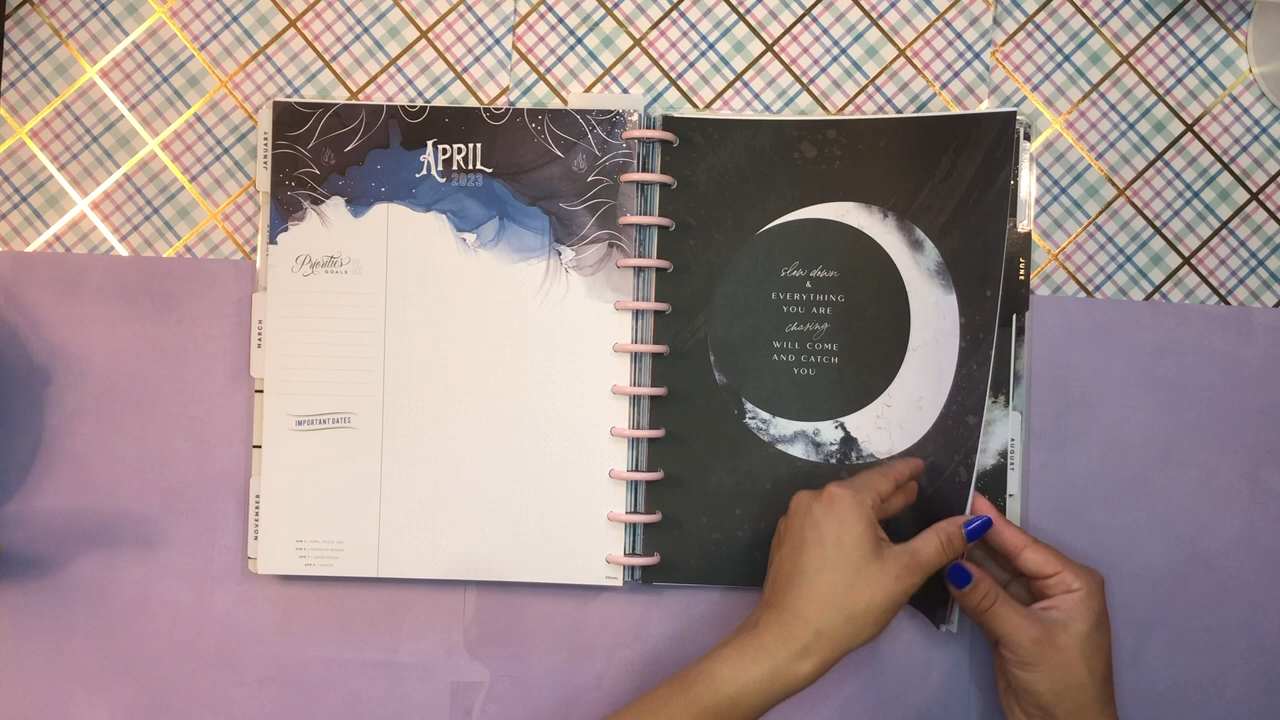 JANUARY
MARCH
NOVEMBER
APRIL
2023
Priorities &
GOALS
IMPORTANT DATES
slow down
&
EVERYTHING
YOU ARE
chasing
WILL COME
AND CATCH
YOU
JUNE
AUGUST